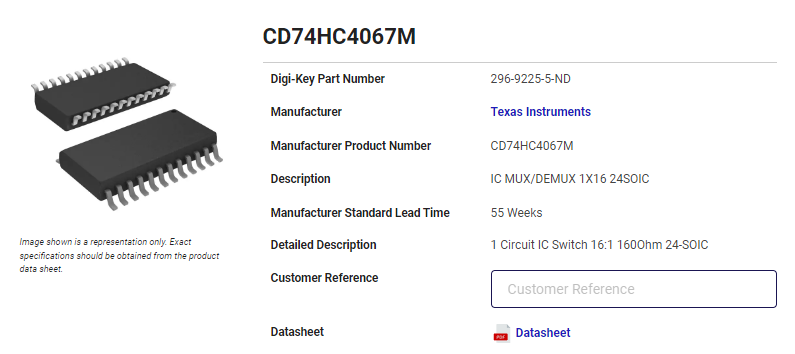 CD74HC4067M
Digi-Key Part Number 296-9225-5-ND
Manufacturer Texas Instruments
Manufacturer Product Number CD74HC4067M
Description IC MUX/DEMUX 1X16 24SOIC
Manufacturer Standard Lead Time 55 Weeks
Detailed Description 1 Circuit IC Switch 16:1 160Ohm 24-SOIC
Customer Reference Customer Reference
Datasheet PDF Datasheet
Image shown is a representation only. Exact
specifications should be obtained from the product
data sheet.